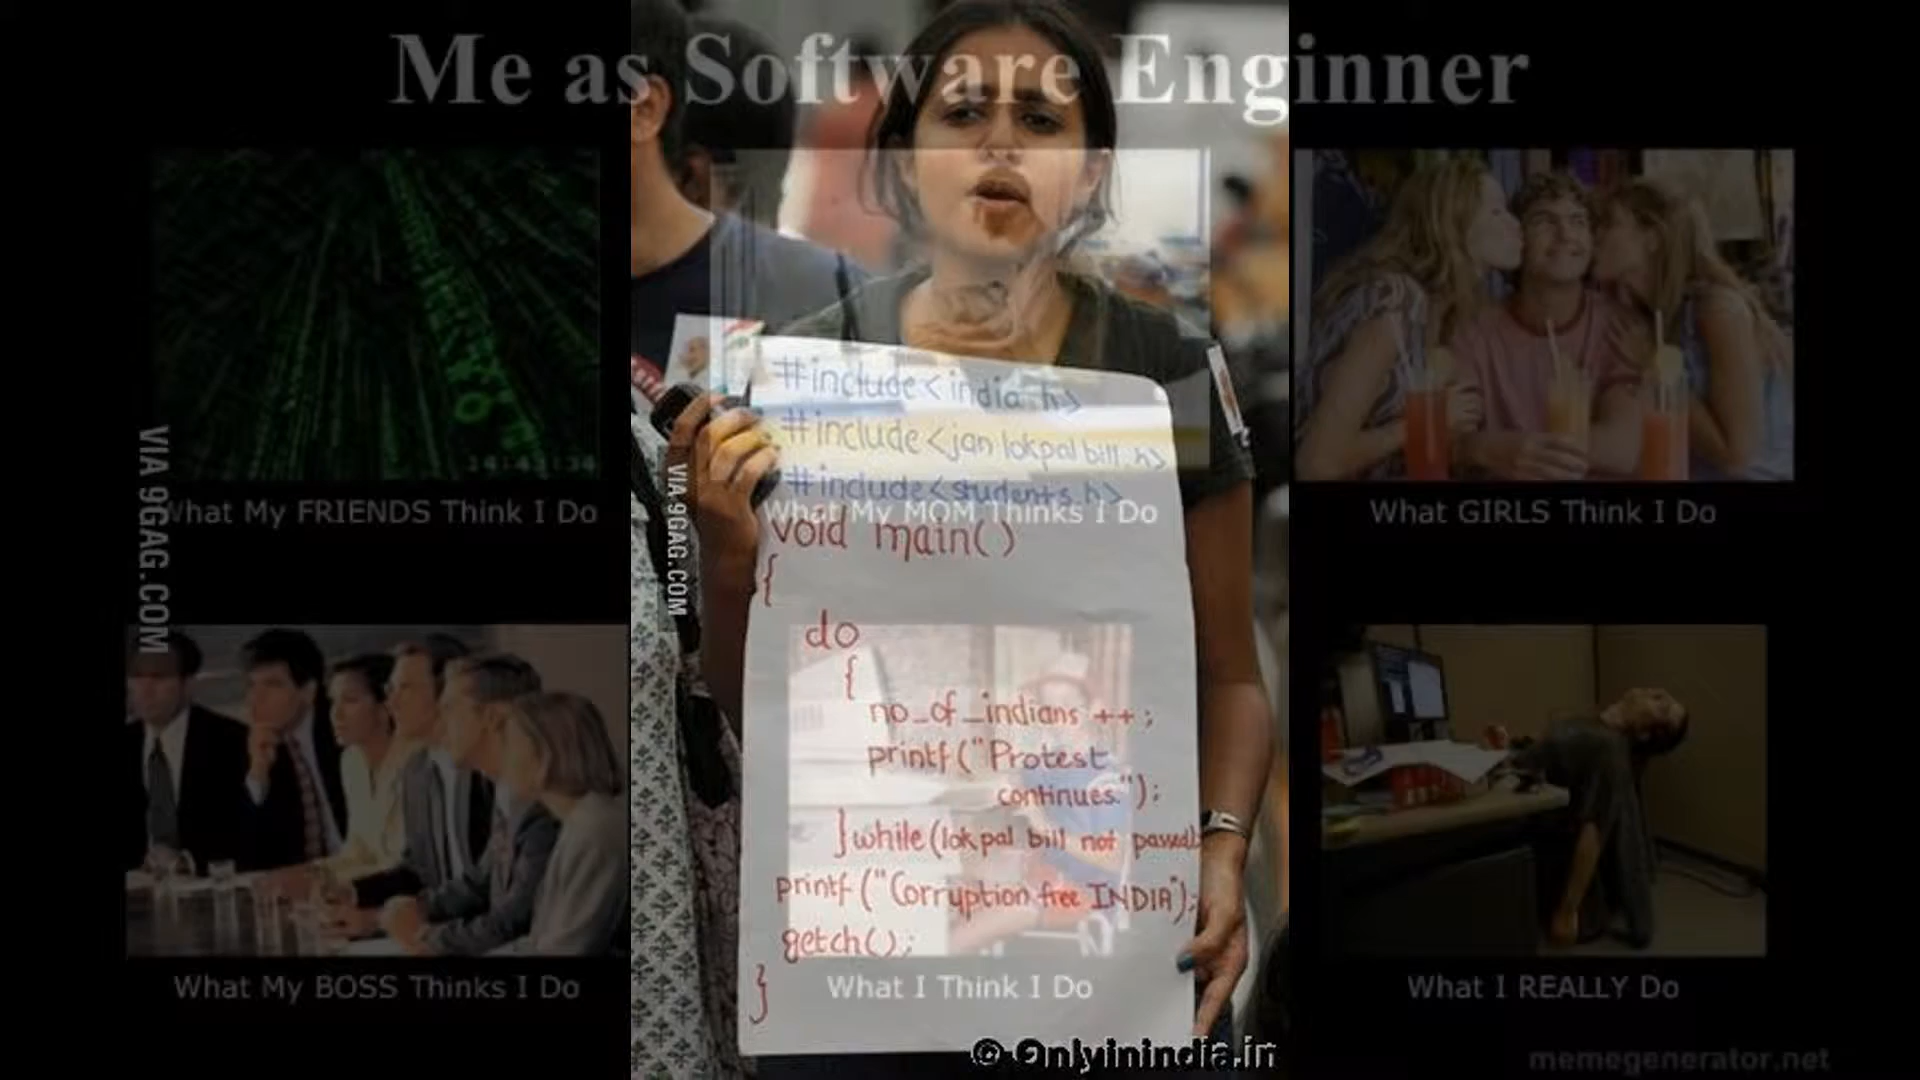 Me as Software Enginner
VIA 9GAG.COM
What My FRIENDS Think I Do
What My MOM Thinks I Do
What GIRLS Think I Do
What My BOSS Thinks I Do
What I Think I Do
What I REALLY Do
memegenerator.net
VIA 9GAG.COM
#include<india.h>
#include<jan lokpal bill.h>
#include<students.h>
void main()
{
do
{
no_of_indians ++;
printf("Protest
continues.");
}while(lokpal bill not passed)
printf("Corruption free INDIA");
getch();
}
© Onlyinindia.in